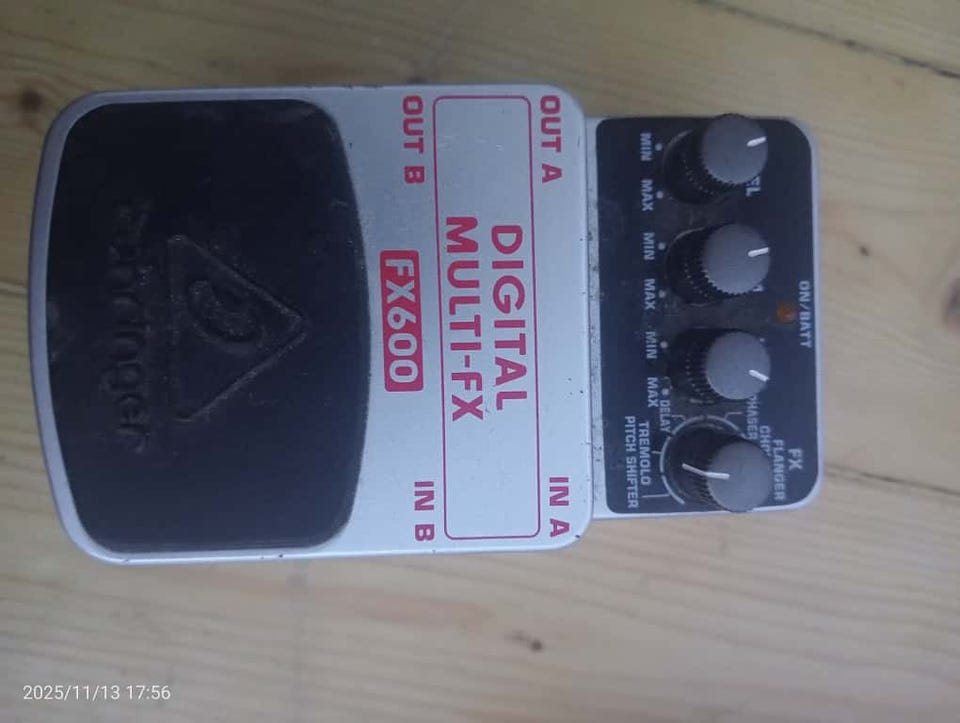 ON/BATT
FX
FLANGER
PHASER
DELAY
TREMOLO
PITCH SHIFTER
MIN MAX
MIN MAX
MIN MAX
OUT A
IN A
DIGITAL
MULTI-FX
OUT B
FX600
IN B
behringer
2025/11/13 17:56